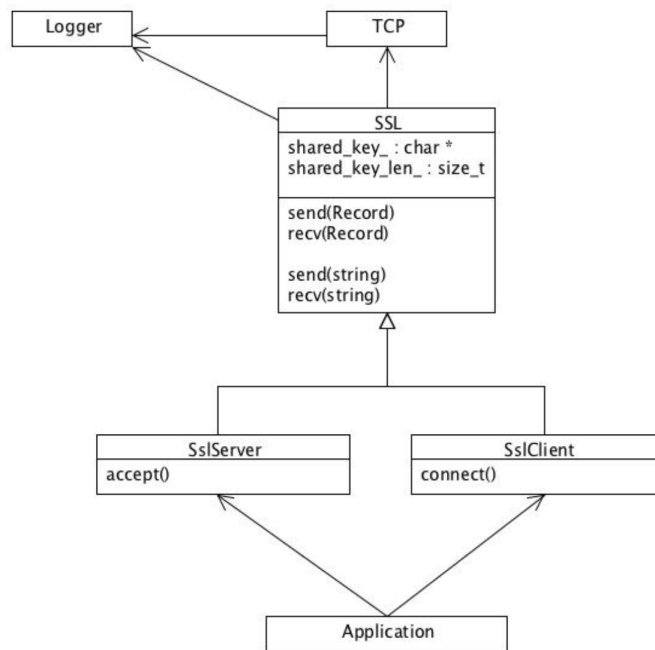 Logger
TCP
SSL
shared_key_ : char *
shared_key_len_ : size_t
send(Record)
recv(Record)
send(string)
recv(string)
SslServer
accept()
SslClient
connect()
Application